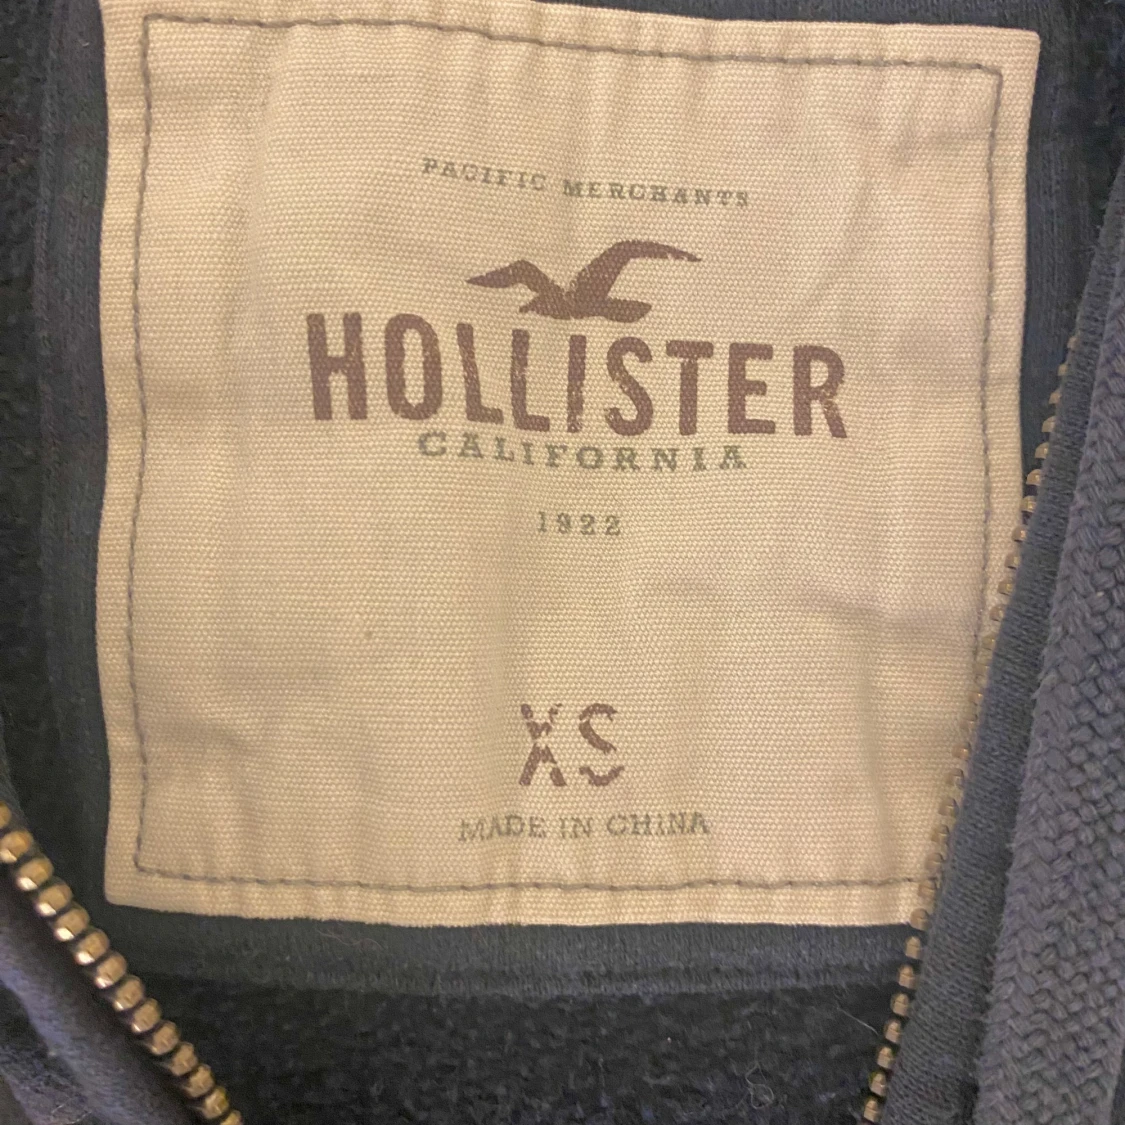 PACIFIC MERCHANTS
HOLLISTER
CALIFORNIA
1922
XS
MADE IN CHINA